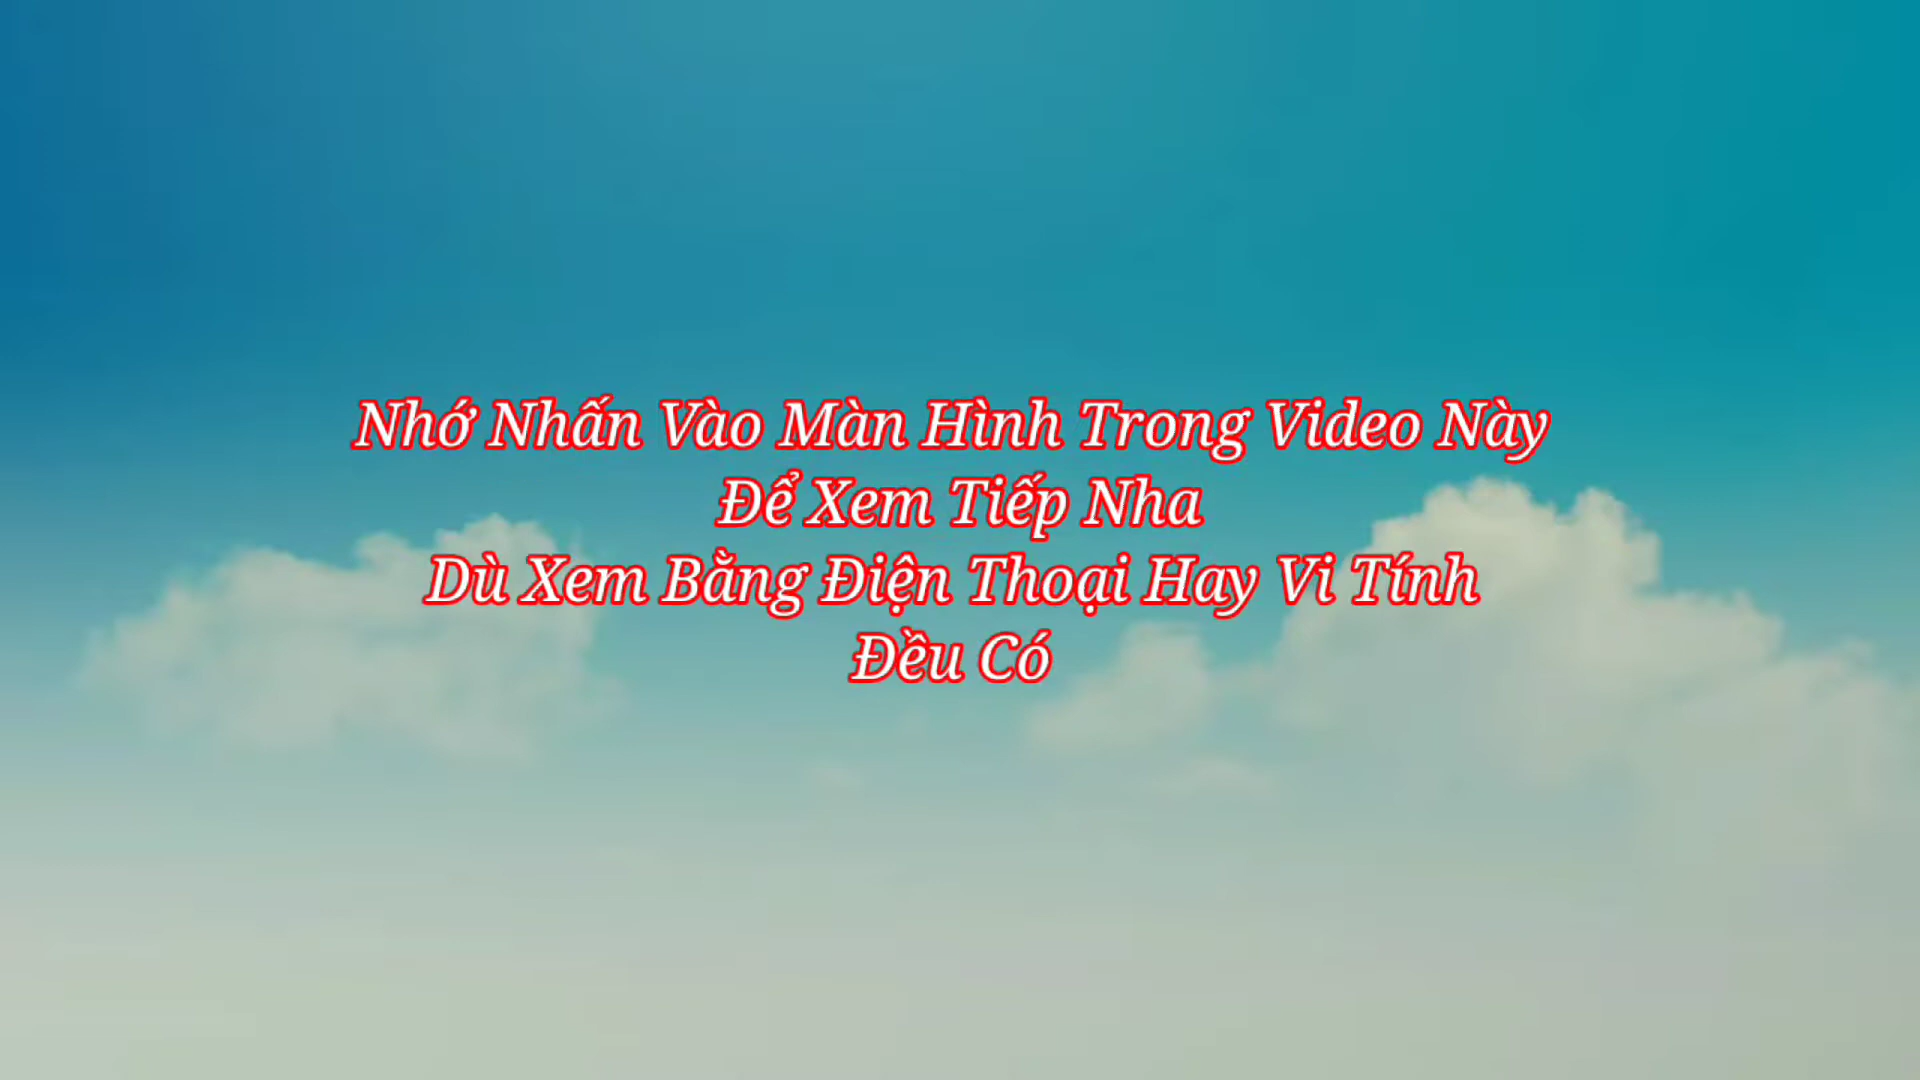 Nhớ Nhấn Vào Màn Hình Trong Video Này
Để Xem Tiếp Nha
Dù Xem Bằng Điện Thoại Hay Vi Tính
Đều Có